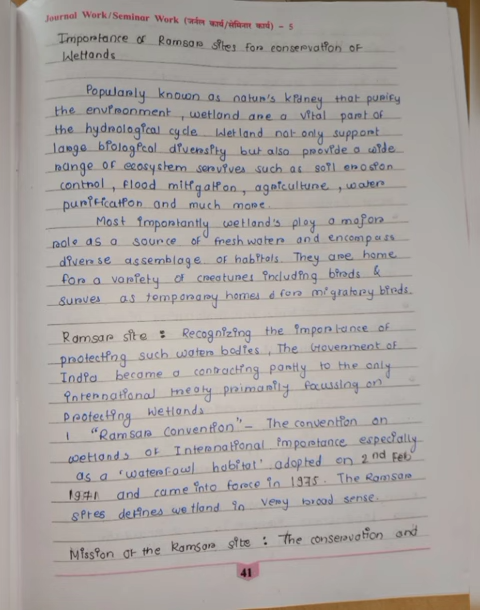 Journal Work/Seminar Work (जर्नल कार्य/सेमिनार कार्य) - 5
Importance of Ramsar sites for conservation of
Wetlands
Popularly known as natur's kidney that purify
the environment, wetland are a vital part of
the hydrological cycle. Wetland not only support
large biological diversity but also provide a wide
range of ecosystem servives such as soil erosion
control, flood mitigation, agriculture, water
purification and much more.
Most importantly wetland's play a major
role as a source of freshwater and encompass
diverse assemblage of habitals. They are home
for a variety of creatures including birds &
surves as temporary homes for migratory birds.
Ramsar site : Recognizing the importance of
protecting such water bodies, The Government of
India became a contracting partly to the only
international treaty primarily focussing on
Protecting Wetlands
1 "Ramsar Convention" - The convention on
wetlands of International importance especially
as a 'waterfowl habitat' adopted on 2nd Feb
1971 and came into force in 1975. The Ramsar
sites defines wetland in very broad sense.
Mission of the Ramsar site : The conservation and
41